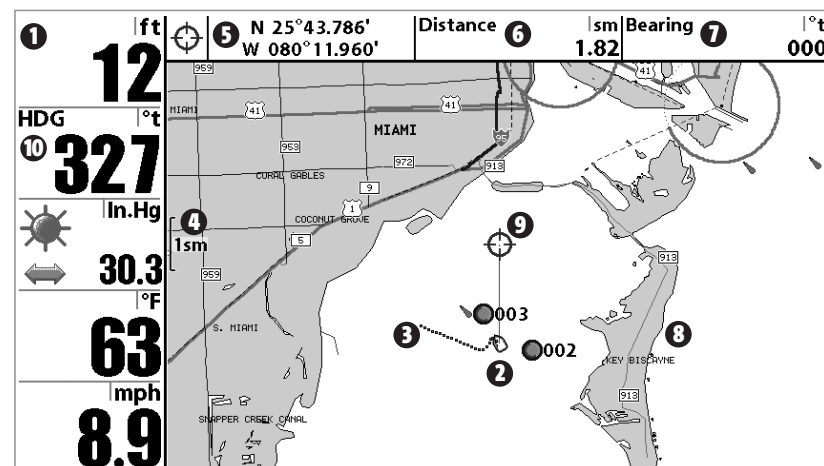 1 ft
12
HDG °t
10 327
In.Hg
30.3
°F
63
mph
8.9
5 N 25°43.786'
W 080°11.960'
Distance 6 sm
1.82
Bearing 7 °t
000
959
41
MIAMI 41 41
MIAMI
95
953
972 913
CORAL GABLES
9
1
COCONUT GROVE
4 5
1sm
9
913
959
003
S. MIAMI
3
8
002
2
KEY BISCAYNE
913
SNAPPER CREEK CANAL